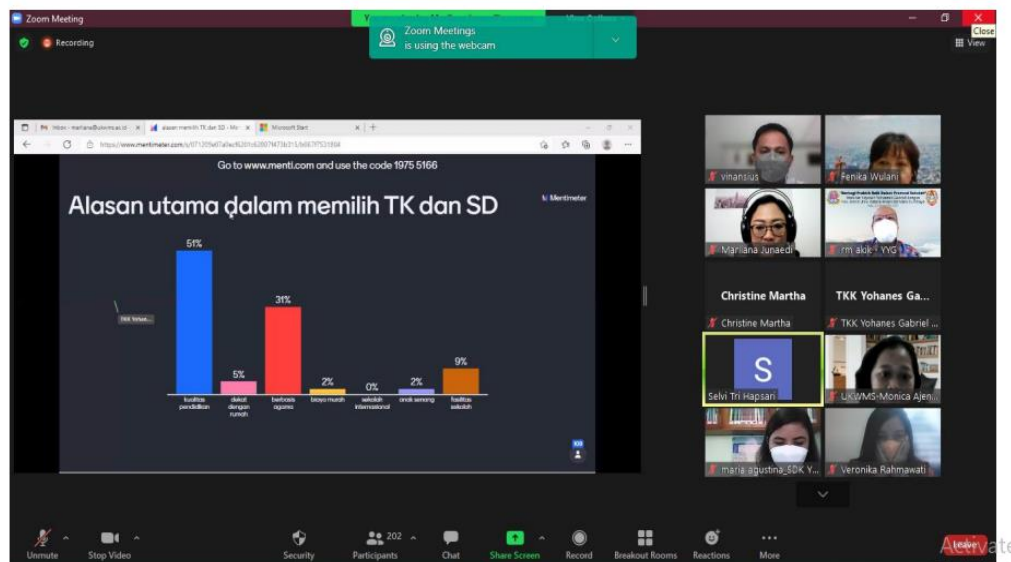 Zoom Meeting
Zoom Meetings
is using the webcam
Close
Recording
View
Microsoft Start
Go to www.menti.com and use the code 1975 5166
Mentimeter
Alasan utama dalam memilih TK dan SD
51%
5%
31%
2%
0%
2%
9%
kualitas pendidikan
dekat dengan rumah
berbasis agama
biaya murah
sekolah internasional
anak senang
fasilitas sekolah
vinansius
Fenika Wulani
Mariana Junaedi
rm akik - YYG
Christine Martha
TKK Yohanes Ga...
Christine Martha
TKK Yohanes Gabriel ...
S
Selvi Tri Hapsari
UKWMS-Monica Ajen...
maria agustina_SDK Y...
Veronika Rahmawati
Unmute
Stop Video
Security
202
Participants
Chat
Share Screen
Record
Breakout Rooms
Reactions
More
Leave